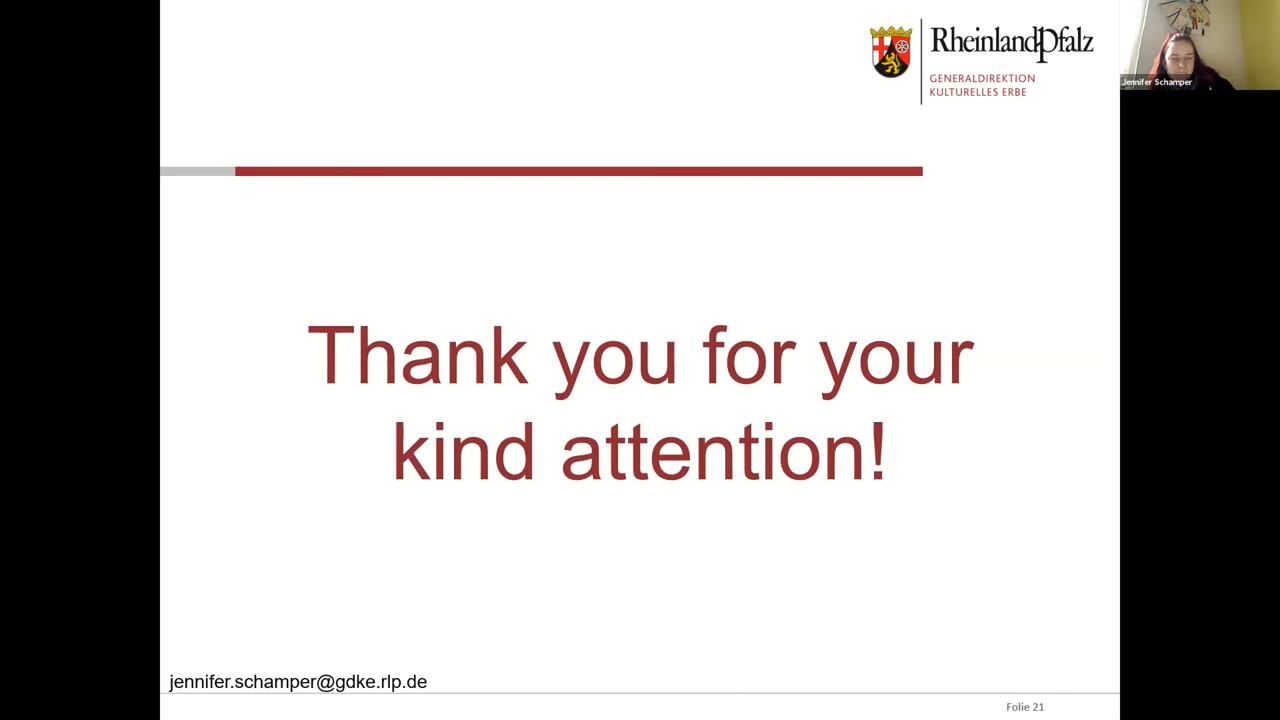 RheinlandPfalz
GENERALDIREKTION
KULTURELLES ERBE
Jennifer Schamper
Thank you for your
kind attention!
jennifer.schamper@gdke.rlp.de
Folie 21